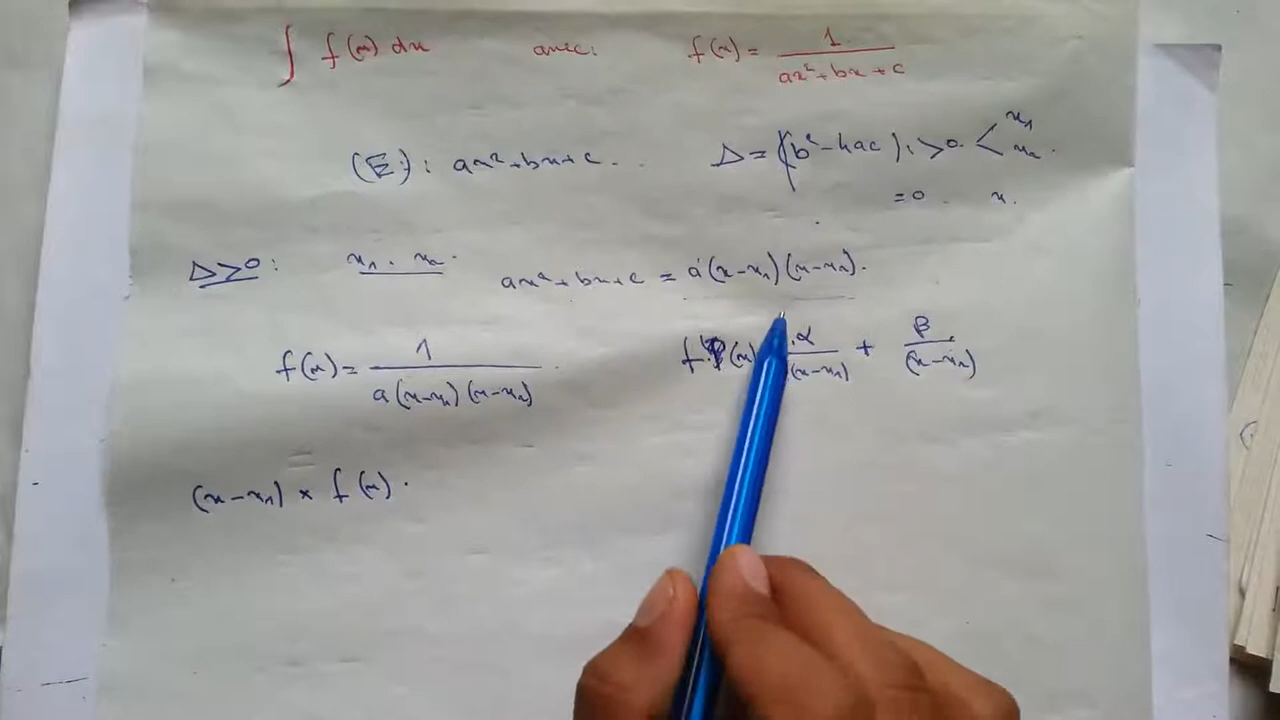 ∫ f(x) dx avec: f(x) = 1/(ax²+bx+c)
(E): ax²+bx+c. Δ = (b²-4ac). >0. < x₁ x₂.
=0. x.
Δ>0: x₁. x₂. ax²+bx+c = a(x-x₁)(x-x₂).
f(x) = 1/(a(x-x₁)(x-x₂)) f(x) α/(x-x₁) + β/(x-x₂)
(x-x₁) × f(x).